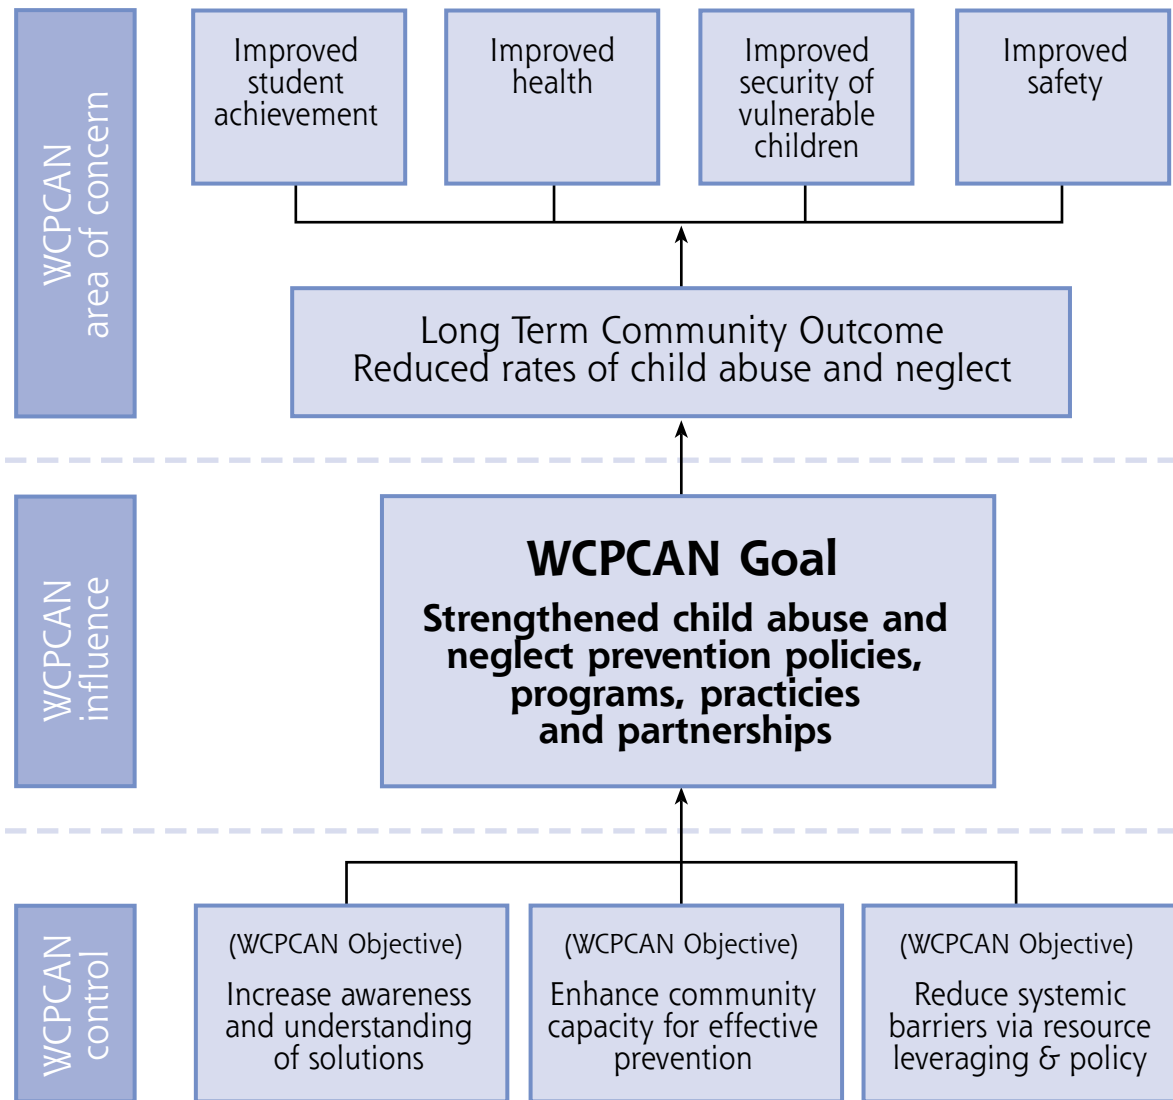 WCPCAN
area of concern
Improved
student
achievement
Improved
health
Improved
security of
vulnerable
children
Improved
safety
Long Term Community Outcome
Reduced rates of child abuse and neglect
WCPCAN
influence
WCPCAN Goal
Strengthened child abuse and
neglect prevention policies,
programs, practicies
and partnerships
WCPCAN
control
(WCPCAN Objective)
Increase awareness
and understanding
of solutions
(WCPCAN Objective)
Enhance community
capacity for effective
prevention
(WCPCAN Objective)
Reduce systemic
barriers via resource
leveraging & policy